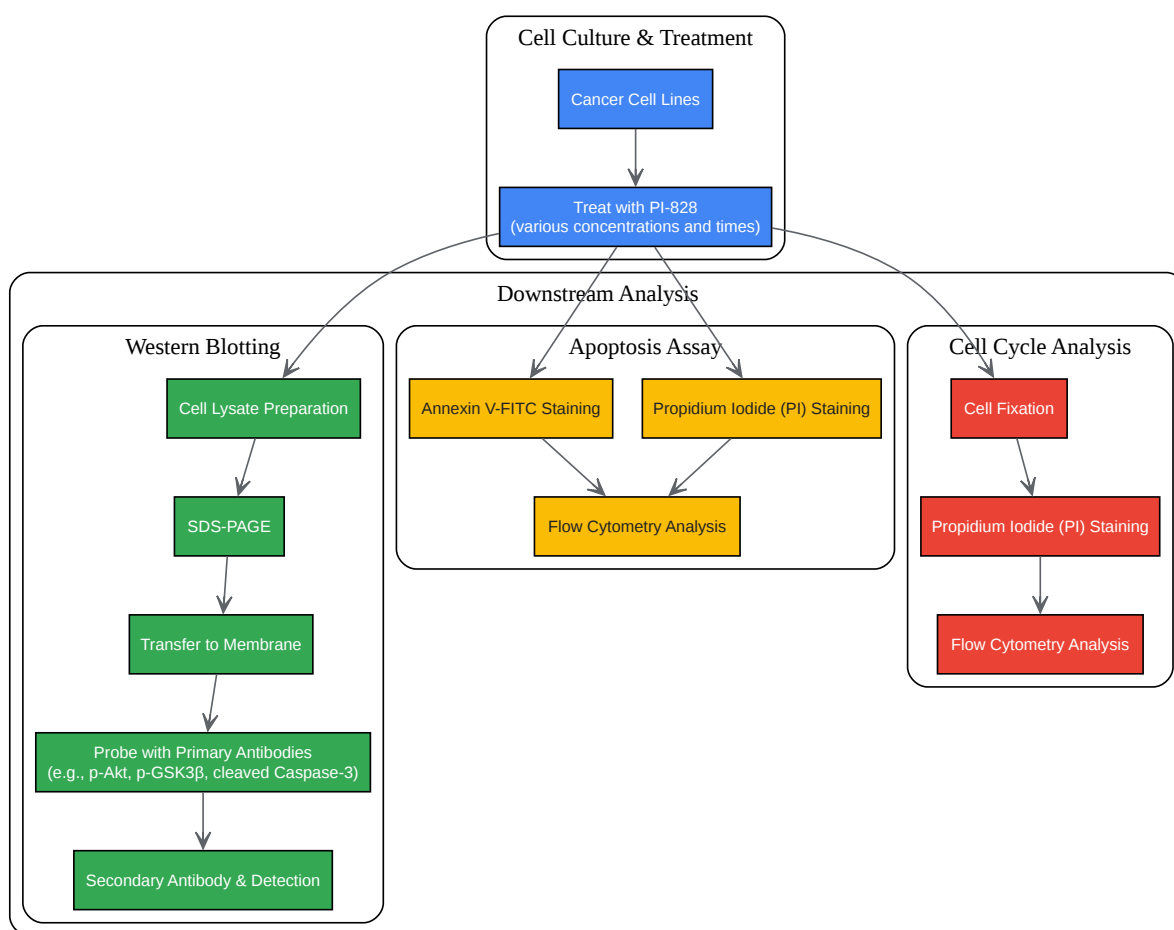 Cell Culture & Treatment
Cancer Cell Lines
Treat with PI-828
(various concentrations and times)
Downstream Analysis
Western Blotting
Cell Lysate Preparation
SDS-PAGE
Transfer to Membrane
Probe with Primary Antibodies
(e.g., p-Akt, p-GSK3β, cleaved Caspase-3)
Secondary Antibody & Detection
Apoptosis Assay
Annexin V-FITC Staining
Propidium Iodide (PI) Staining
Flow Cytometry Analysis
Cell Cycle Analysis
Cell Fixation
Propidium Iodide (PI) Staining
Flow Cytometry Analysis